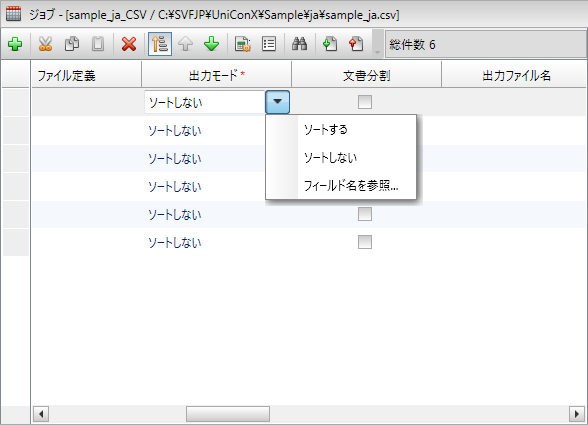 ジョブ - [sample_ja_CSV / C:¥SVFJP¥UniConX¥Sample¥ja¥sample_ja.csv]
総件数 6
ファイル定義 出力モード* 文書分割 出力ファイル名
ソートしない
ソートする
ソートしない
ソートしない
ソートしない
ソートしない
フィールド名を参照...
ソートしない
ソートしない